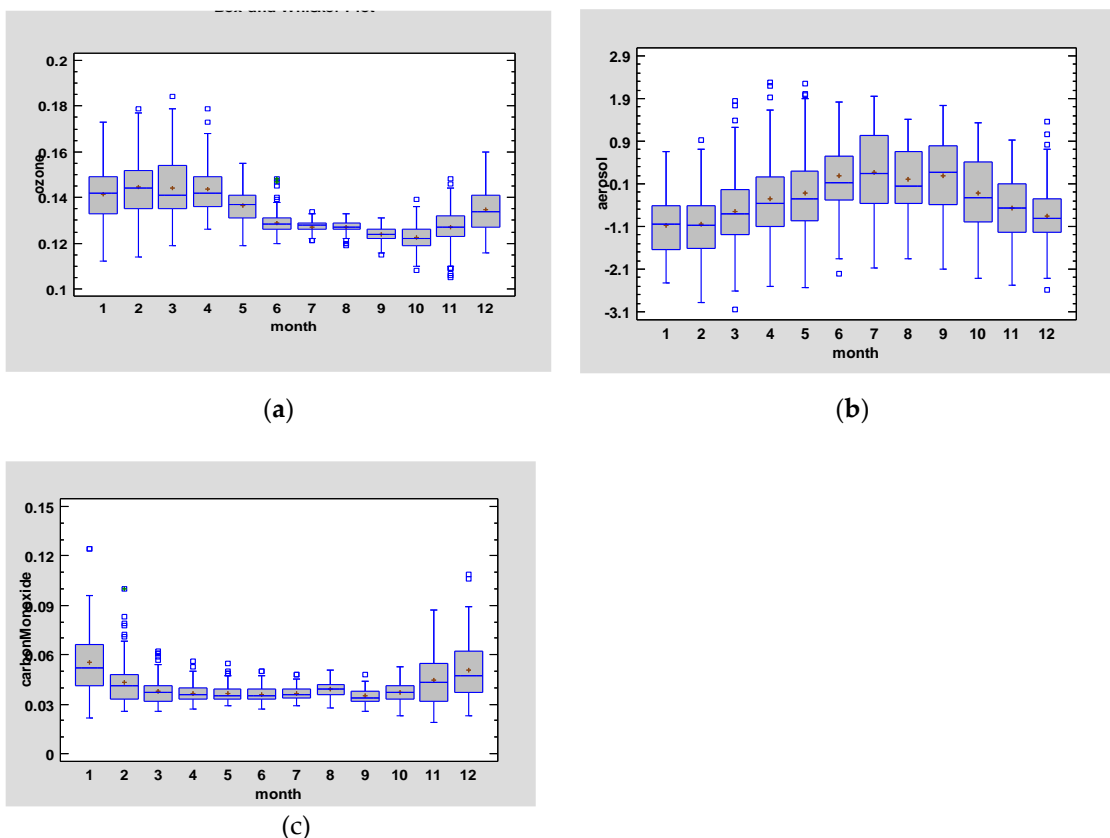 Box-and-Whisker Plot
0.2
0.18
0.16
0.14
0.12
0.1
ozone
1 2 3 4 5 6 7 8 9 10 11 12
month
(a)
2.9
1.9
0.9
-0.1
-1.1
-2.1
-3.1
aerosol
1 2 3 4 5 6 7 8 9 10 11 12
month
(b)
0.15
0.12
0.09
0.06
0.03
0
carbonMonoxide
1 2 3 4 5 6 7 8 9 10 11 12
month
(c)